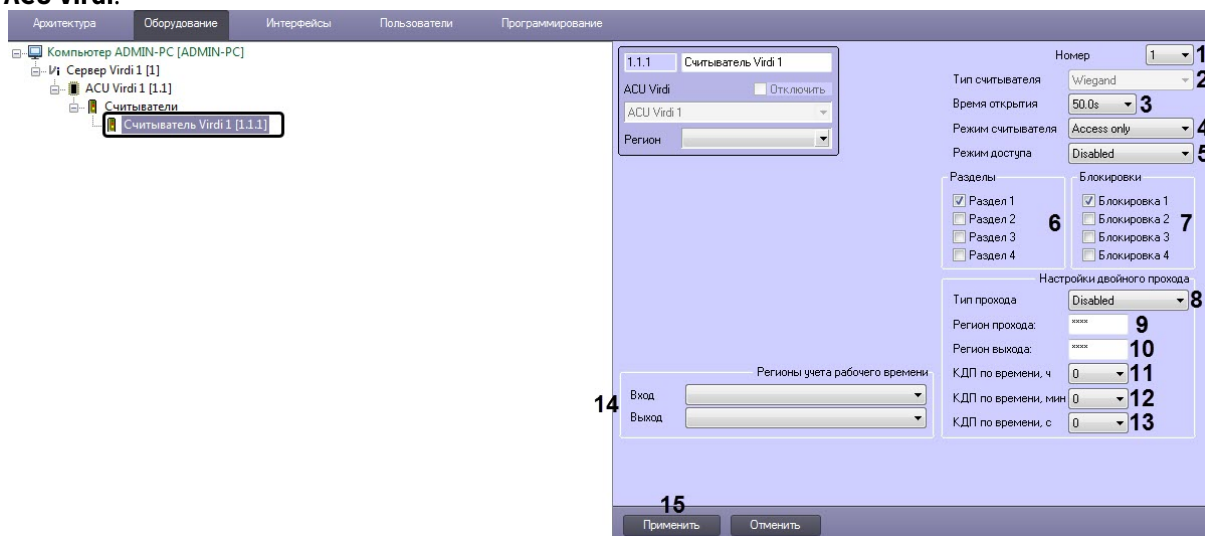 ACU Virdi.
Архитектура Оборудование Интерфейсы Пользователи Программирование
Компьютер ADMIN-PC [ADMIN-PC]
Сервер Virdi 1 [1]
ACU Virdi 1 [1.1]
Считыватели
Считыватель Virdi 1 [1.1.1]
1.1.1 Считыватель Virdi 1
ACU Virdi Отключить
ACU Virdi 1
Регион
Номер 1 1
Тип считывателя Wiegand 2
Время открытия 50.0s 3
Режим считывателя Access only 4
Режим доступа Disabled 5
Разделы Блокировки
Раздел 1 Блокировка 1
Раздел 2 Блокировка 2
Раздел 3 Блокировка 3
Раздел 4 Блокировка 4
6 7
Настройки двойного прохода
Тип прохода Disabled 8
Регион прохода: **** 9
Регион выхода: **** 10
КДП по времени, ч 0 11
КДП по времени, мин 0 12
КДП по времени, с 0 13
Регионы учета рабочего времени
14
Вход
Выход
15
Применить Отменить